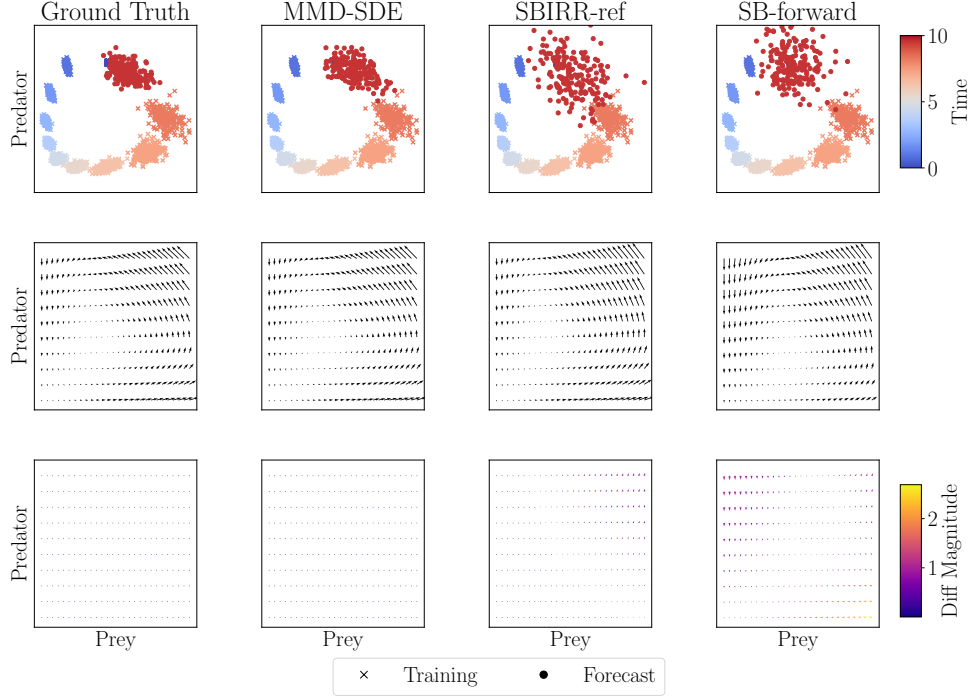 Ground Truth MMD-SDE SBIRR-ref SB-forward
Predator
10
5
0
Time
Predator
Predator
2
1
Diff Magnitude
Prey Prey Prey Prey
Training Forecast